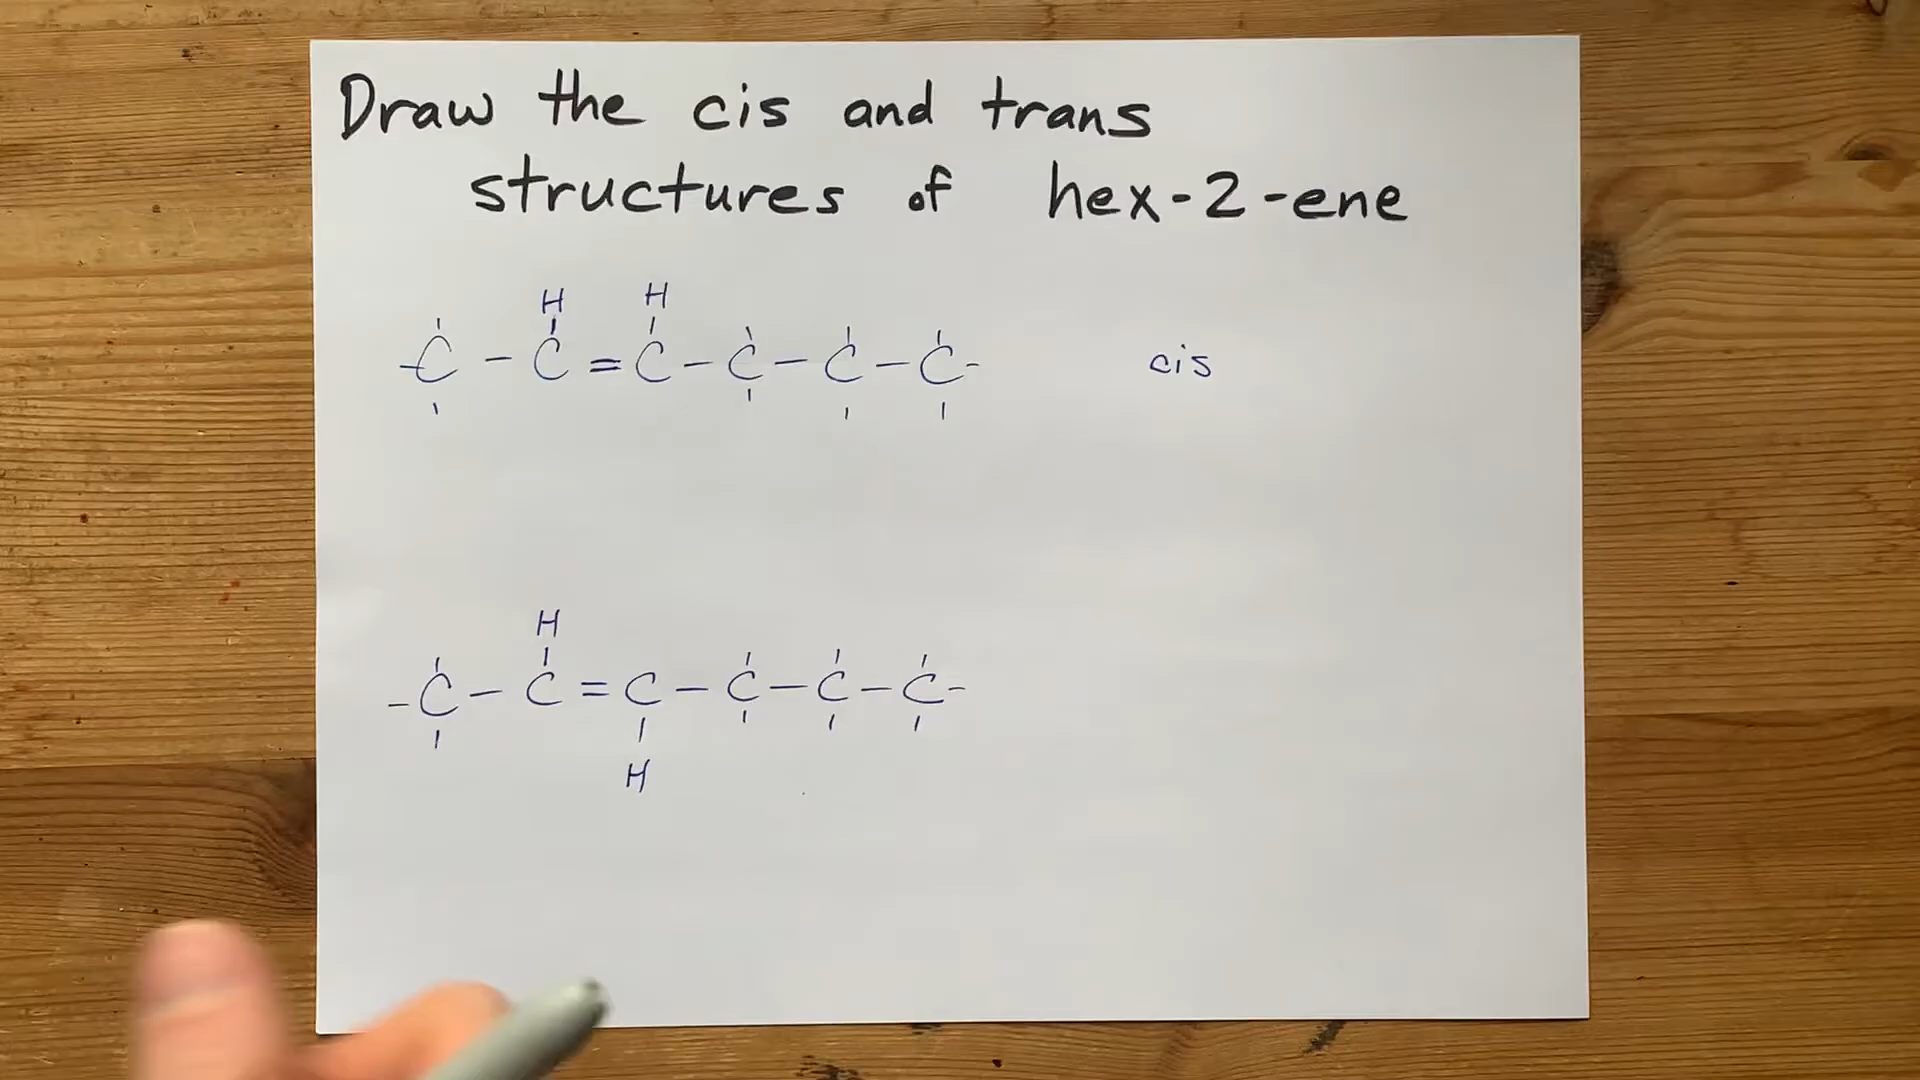 Draw the cis and trans
structures of hex-2-ene
H H
-C - C = C - C - C - C- cis
H
-C - C = C - C - C - C-
H